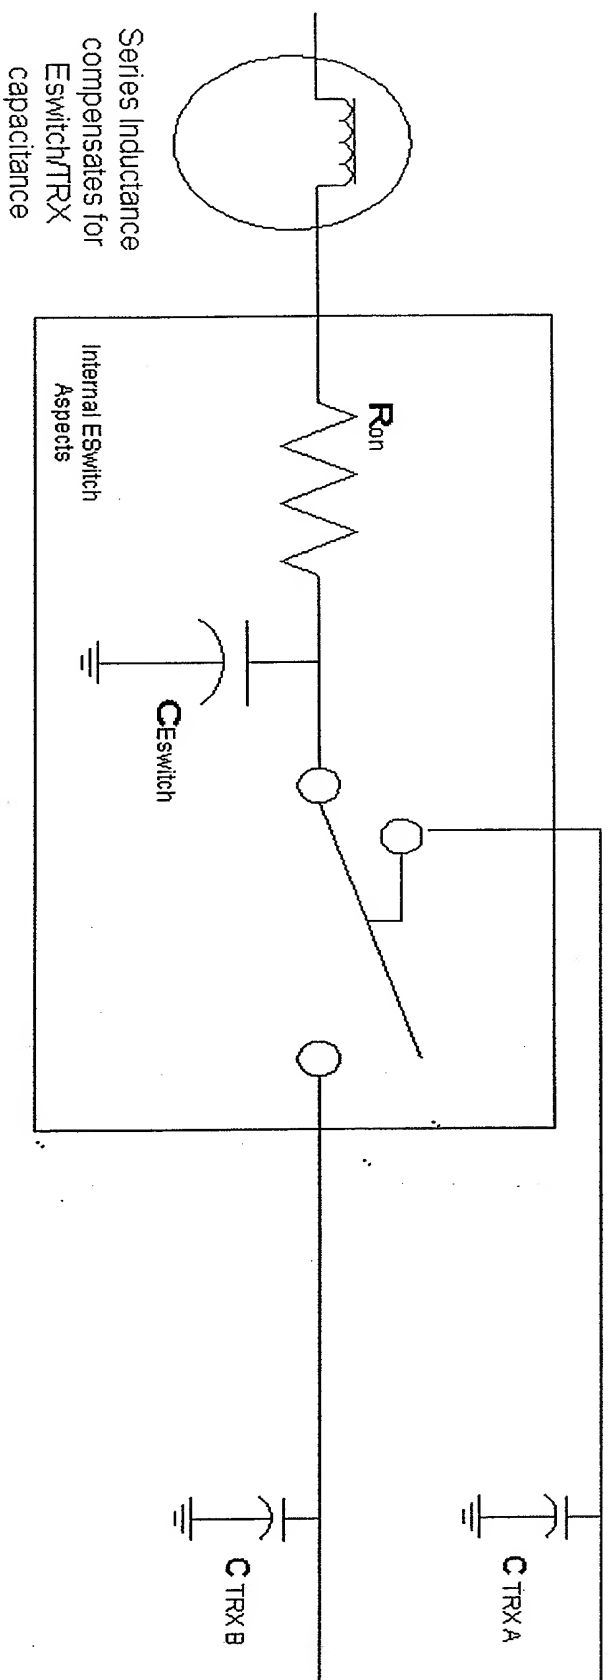 Series Inductance
compensates for
Eswitch/TRX
capacitance
Internal ESwitch
Aspects
Ron
CEswitch
C TRX A
C TRX B